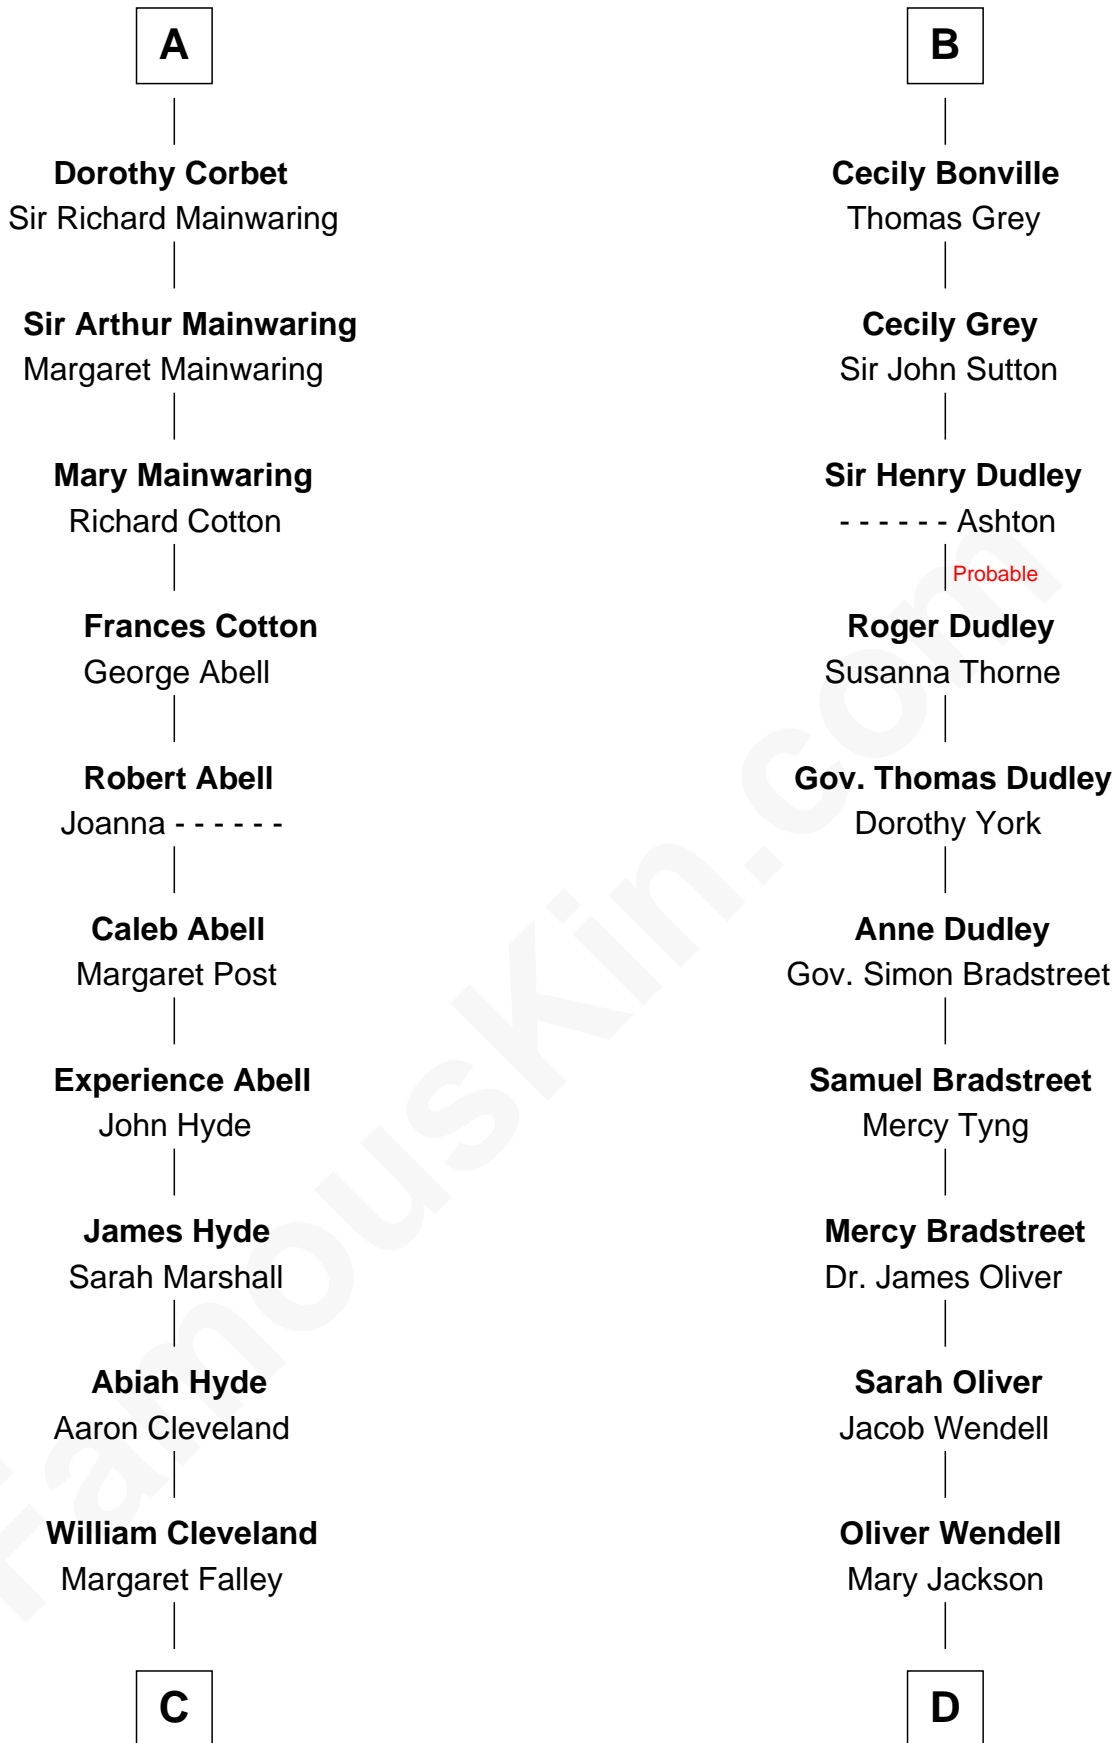 A
Dorothy Corbet
Sir Richard Mainwaring
Sir Arthur Mainwaring
Margaret Mainwaring
Mary Mainwaring
Richard Cotton
Frances Cotton
George Abell
Robert Abell
Joanna - - - - - -
Caleb Abell
Margaret Post
Experience Abell
John Hyde
James Hyde
Sarah Marshall
Abiah Hyde
Aaron Cleveland
William Cleveland
Margaret Falley
C
B
Cecily Bonville
Thomas Grey
Cecily Grey
Sir John Sutton
Sir Henry Dudley
- - - - - - Ashton
Probable
Roger Dudley
Susanna Thorne
Gov. Thomas Dudley
Dorothy York
Anne Dudley
Gov. Simon Bradstreet
Samuel Bradstreet
Mercy Tyng
Mercy Bradstreet
Dr. James Oliver
Sarah Oliver
Jacob Wendell
Oliver Wendell
Mary Jackson
D
FamousKin.com